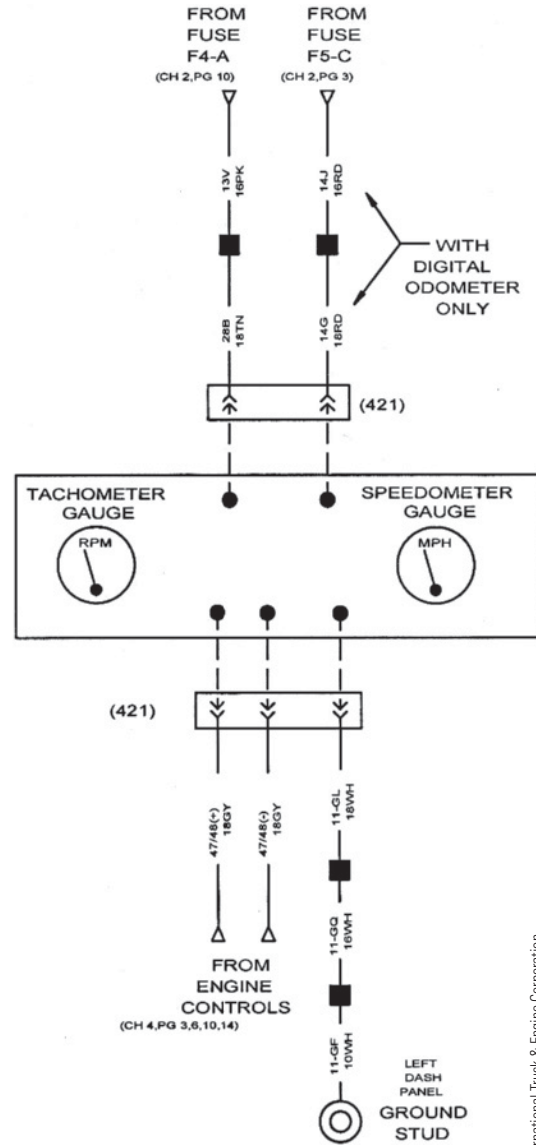 FROM
FUSE
F4-A
(CH 2,PG 10)
FROM
FUSE
F5-C
(CH 2,PG 3)
13V
16PK
14J
16RD
WITH
DIGITAL
ODOMETER
ONLY
28B
18TN
14G
18RD
(421)
TACHOMETER
GAUGE
RPM
SPEEDOMETER
GAUGE
MPH
(421)
47/48(+)
18GY
47/48(-)
18GY
11-GL
18WH
11-GQ
16WH
FROM
ENGINE
CONTROLS
(CH 4,PG 3,6,10,14)
11-GF
10WH
LEFT
DASH
PANEL
GROUND
STUD
Truck & Engine Corporation